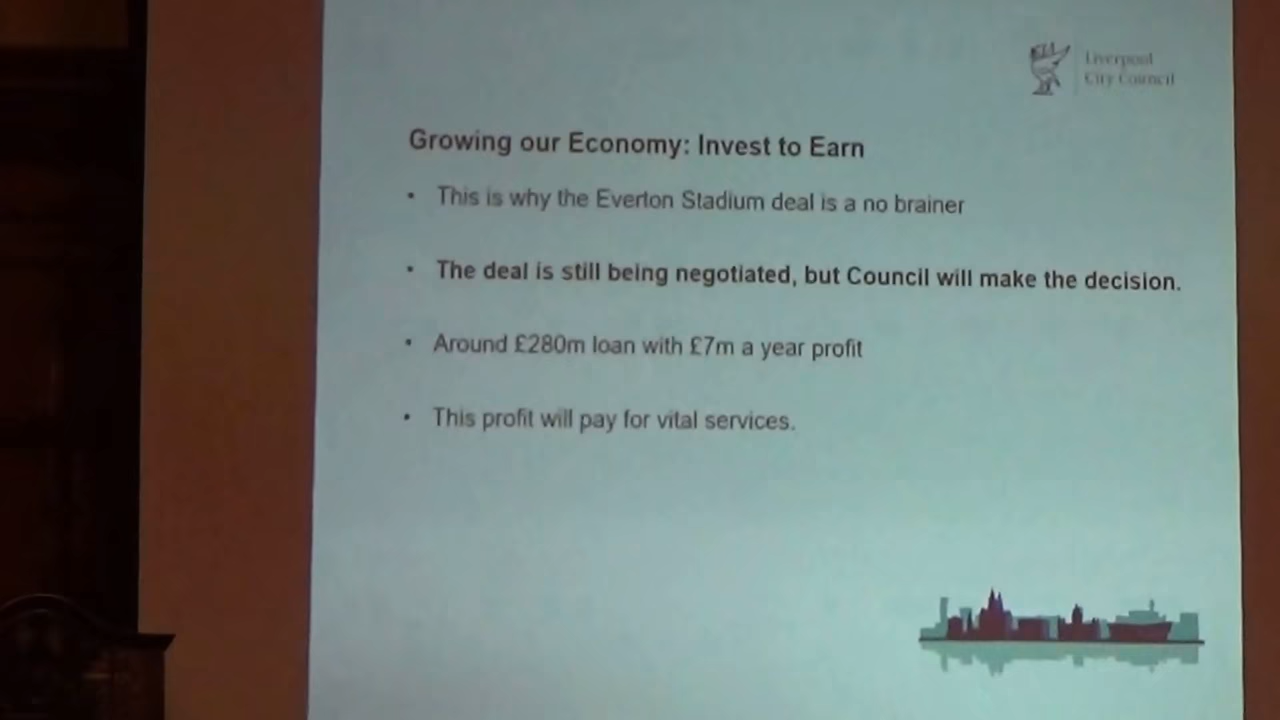 Liverpool
City Council
Growing our Economy: Invest to Earn
• This is why the Everton Stadium deal is a no brainer
• The deal is still being negotiated, but Council will make the decision.
• Around £280m loan with £7m a year profit
• This profit will pay for vital services.